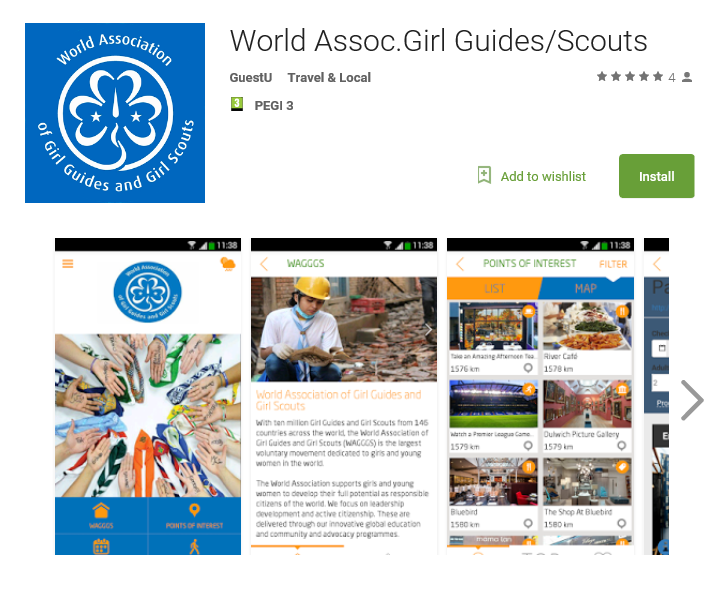 World Association
of Girl Guides and Girl Scouts
World Assoc.Girl Guides/Scouts
GuestU Travel & Local
4
3 PEGI 3
Add to wishlist
Install
11:38
World Association
of Girl Guides and Girl Scouts
WAGGGS
POINTS OF INTEREST
11:38
WAGGGS
World Association of Girl Guides and
Girl Scouts
With ten million Girl Guides and Girl Scouts from 146
countries across the world, the World Association of
Girl Guides and Girl Scouts (WAGGGS) is the largest
voluntary movement dedicated to girls and young
women in the world.
The World Association supports girls and young
women to develop their full potential as responsible
citizens of the world. We focus on leadership
development and active citizenship. These are
delivered through our innovative global education
and community and advocacy programmes.
11:38
POINTS OF INTEREST FILTER
LIST MAP
Take an Amazing Afternoon Tea...
1576 km
River Café
1578 km
Watch a Premier League Game...
1579 km
Dulwich Picture Gallery
1579 km
Bluebird
1580 km
The Shop At Bluebird
1580 km
Pa
2